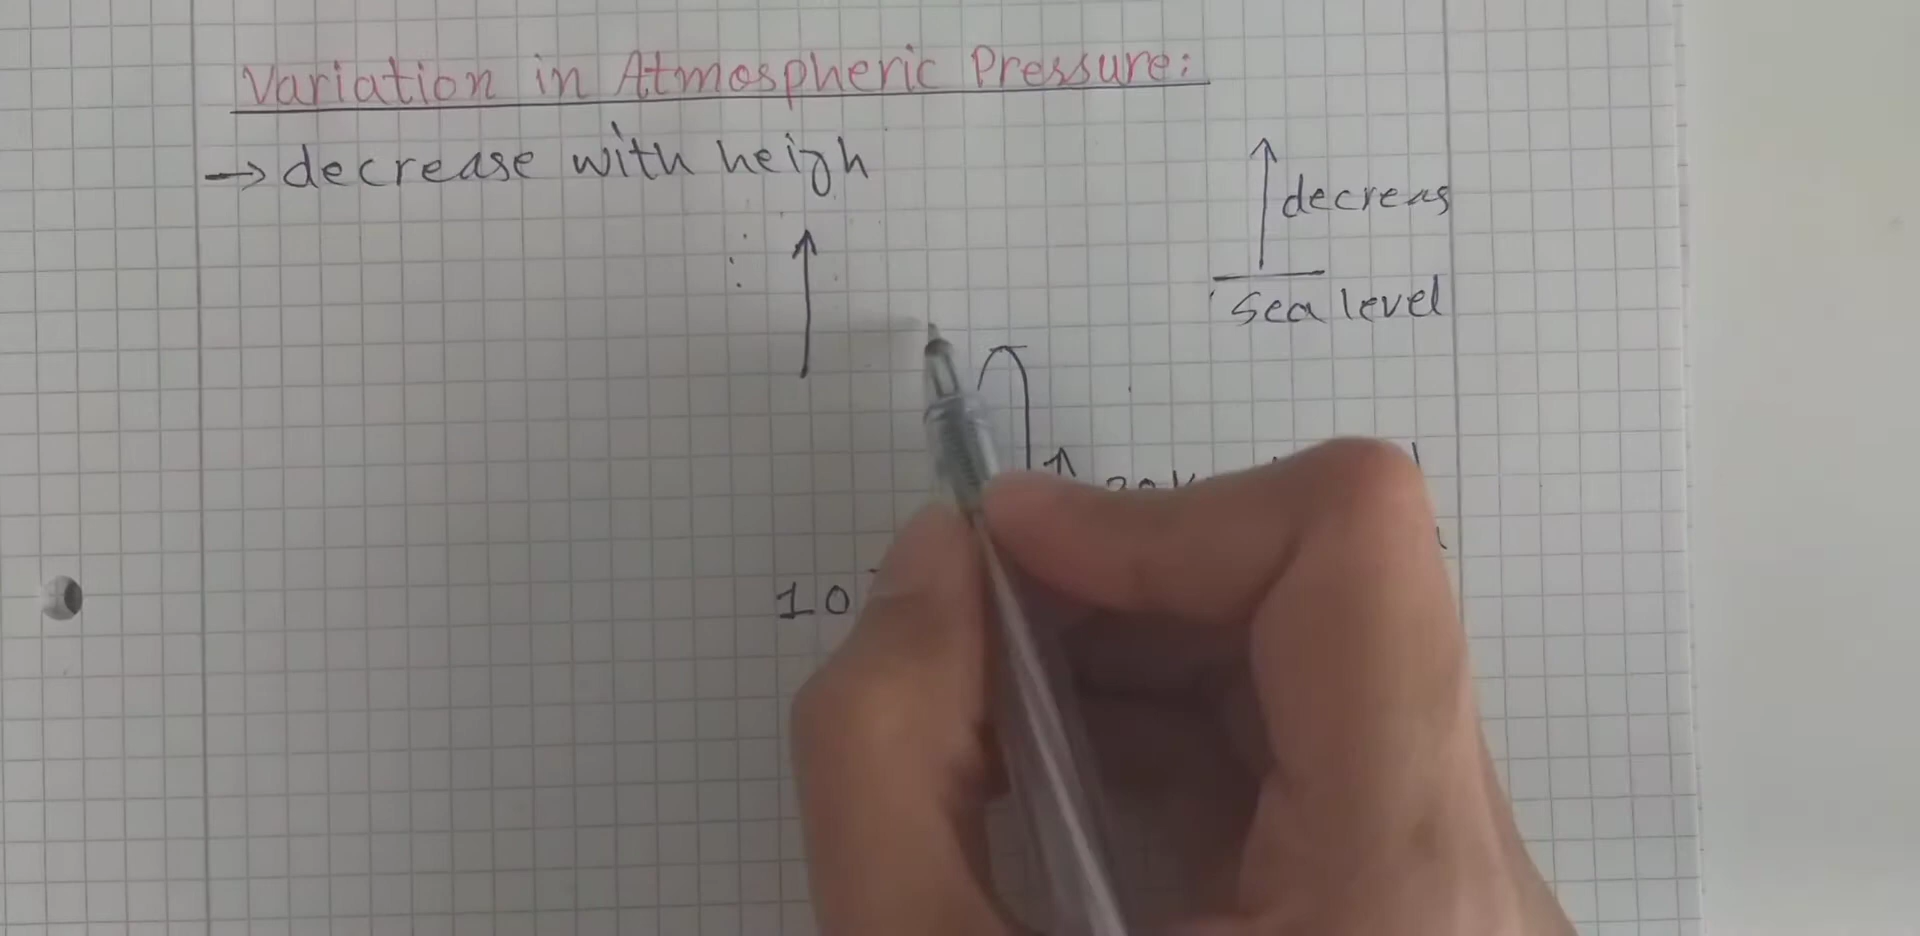 Variation in Atmospheric Pressure:
→ decrease with heigh
decreas
sea level
10